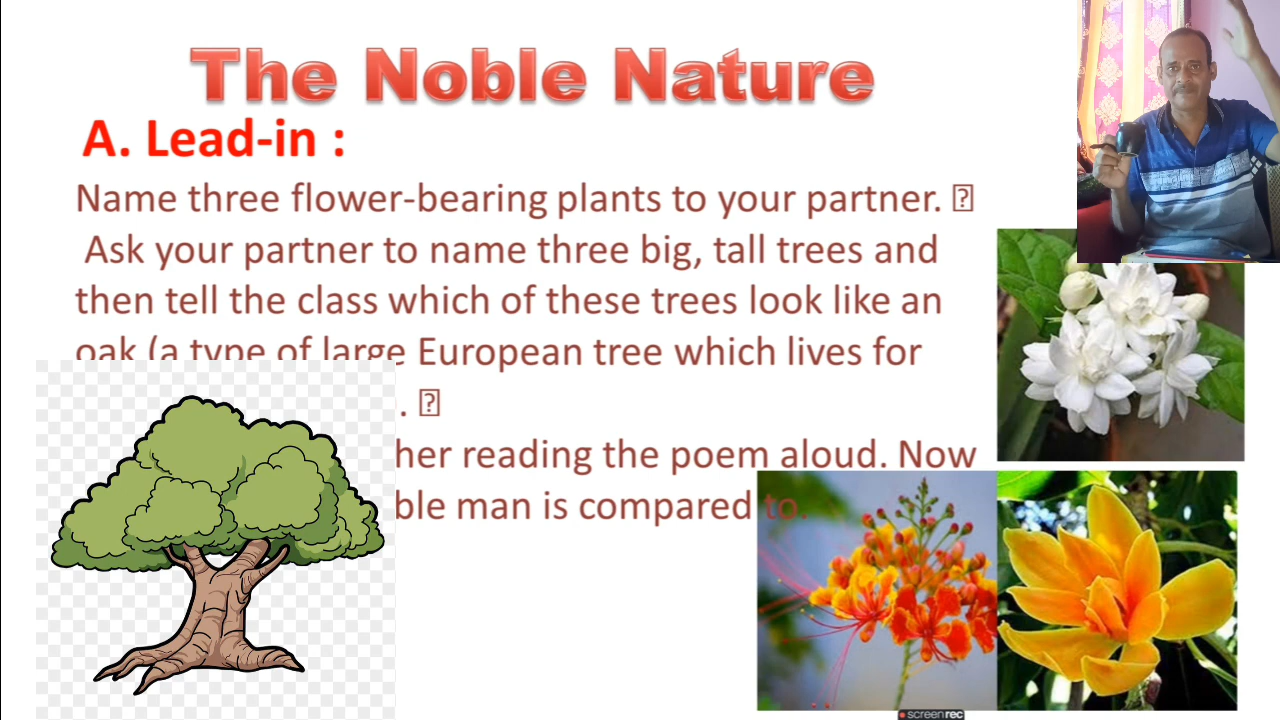 The Noble Nature
A. Lead-in :
Name three flower-bearing plants to your partner.
Ask your partner to name three big, tall trees and
then tell the class which of these trees look like an
oak (a type of large European tree which lives for
.
her reading the poem aloud. Now
ble man is compared to.
screenrec